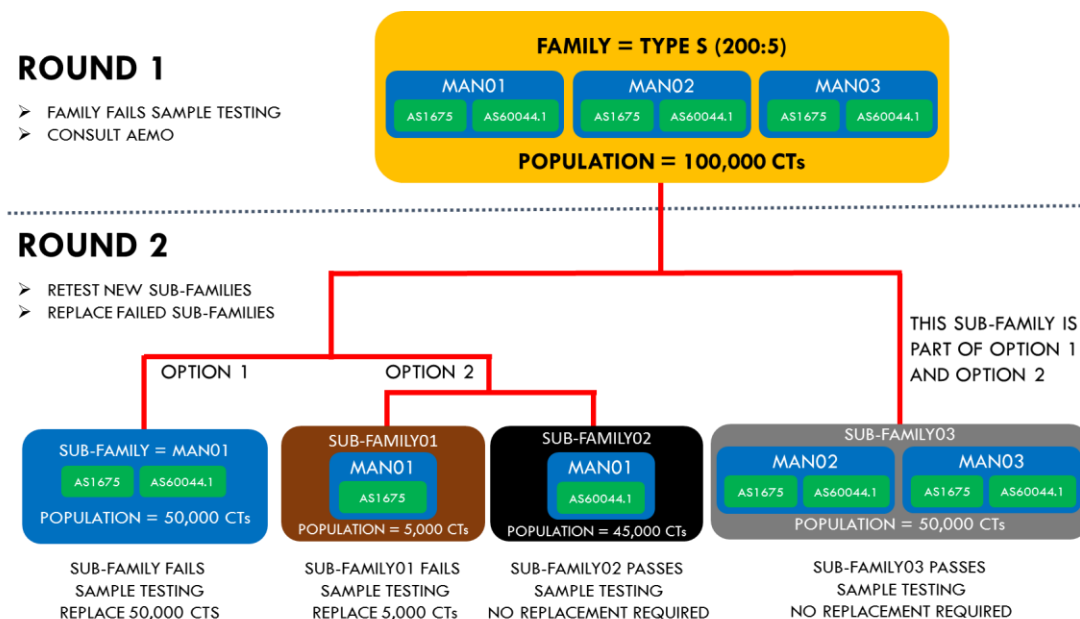 ROUND 1
➢ FAMILY FAILS SAMPLE TESTING
➢ CONSULT AEMO
FAMILY = TYPE S (200:5)
MAN01
AS1675
AS60044.1
MAN02
AS1675
AS60044.1
MAN03
AS1675
AS60044.1
POPULATION = 100,000 CTs
ROUND 2
➢ RETEST NEW SUB-FAMILIES
➢ REPLACE FAILED SUB-FAMILIES
THIS SUB-FAMILY IS
PART OF OPTION 1
AND OPTION 2
OPTION 1
OPTION 2
SUB-FAMILY = MAN01
AS1675
AS60044.1
POPULATION = 50,000 CTs
SUB-FAMILY FAILS
SAMPLE TESTING
REPLACE 50,000 CTS
SUB-FAMILY01
MAN01
AS1675
POPULATION = 5,000 CTs
SUB-FAMILY01 FAILS
SAMPLE TESTING
REPLACE 5,000 CTs
SUB-FAMILY02
MAN01
AS60044.1
POPULATION = 45,000 CTs
SUB-FAMILY02 PASSES
SAMPLE TESTING
NO REPLACEMENT REQUIRED
SUB-FAMILY03
MAN02
AS1675
AS60044.1
MAN03
AS1675
AS60044.1
POPULATION = 50,000 CTs
SUB-FAMILY03 PASSES
SAMPLE TESTING
NO REPLACEMENT REQUIRED